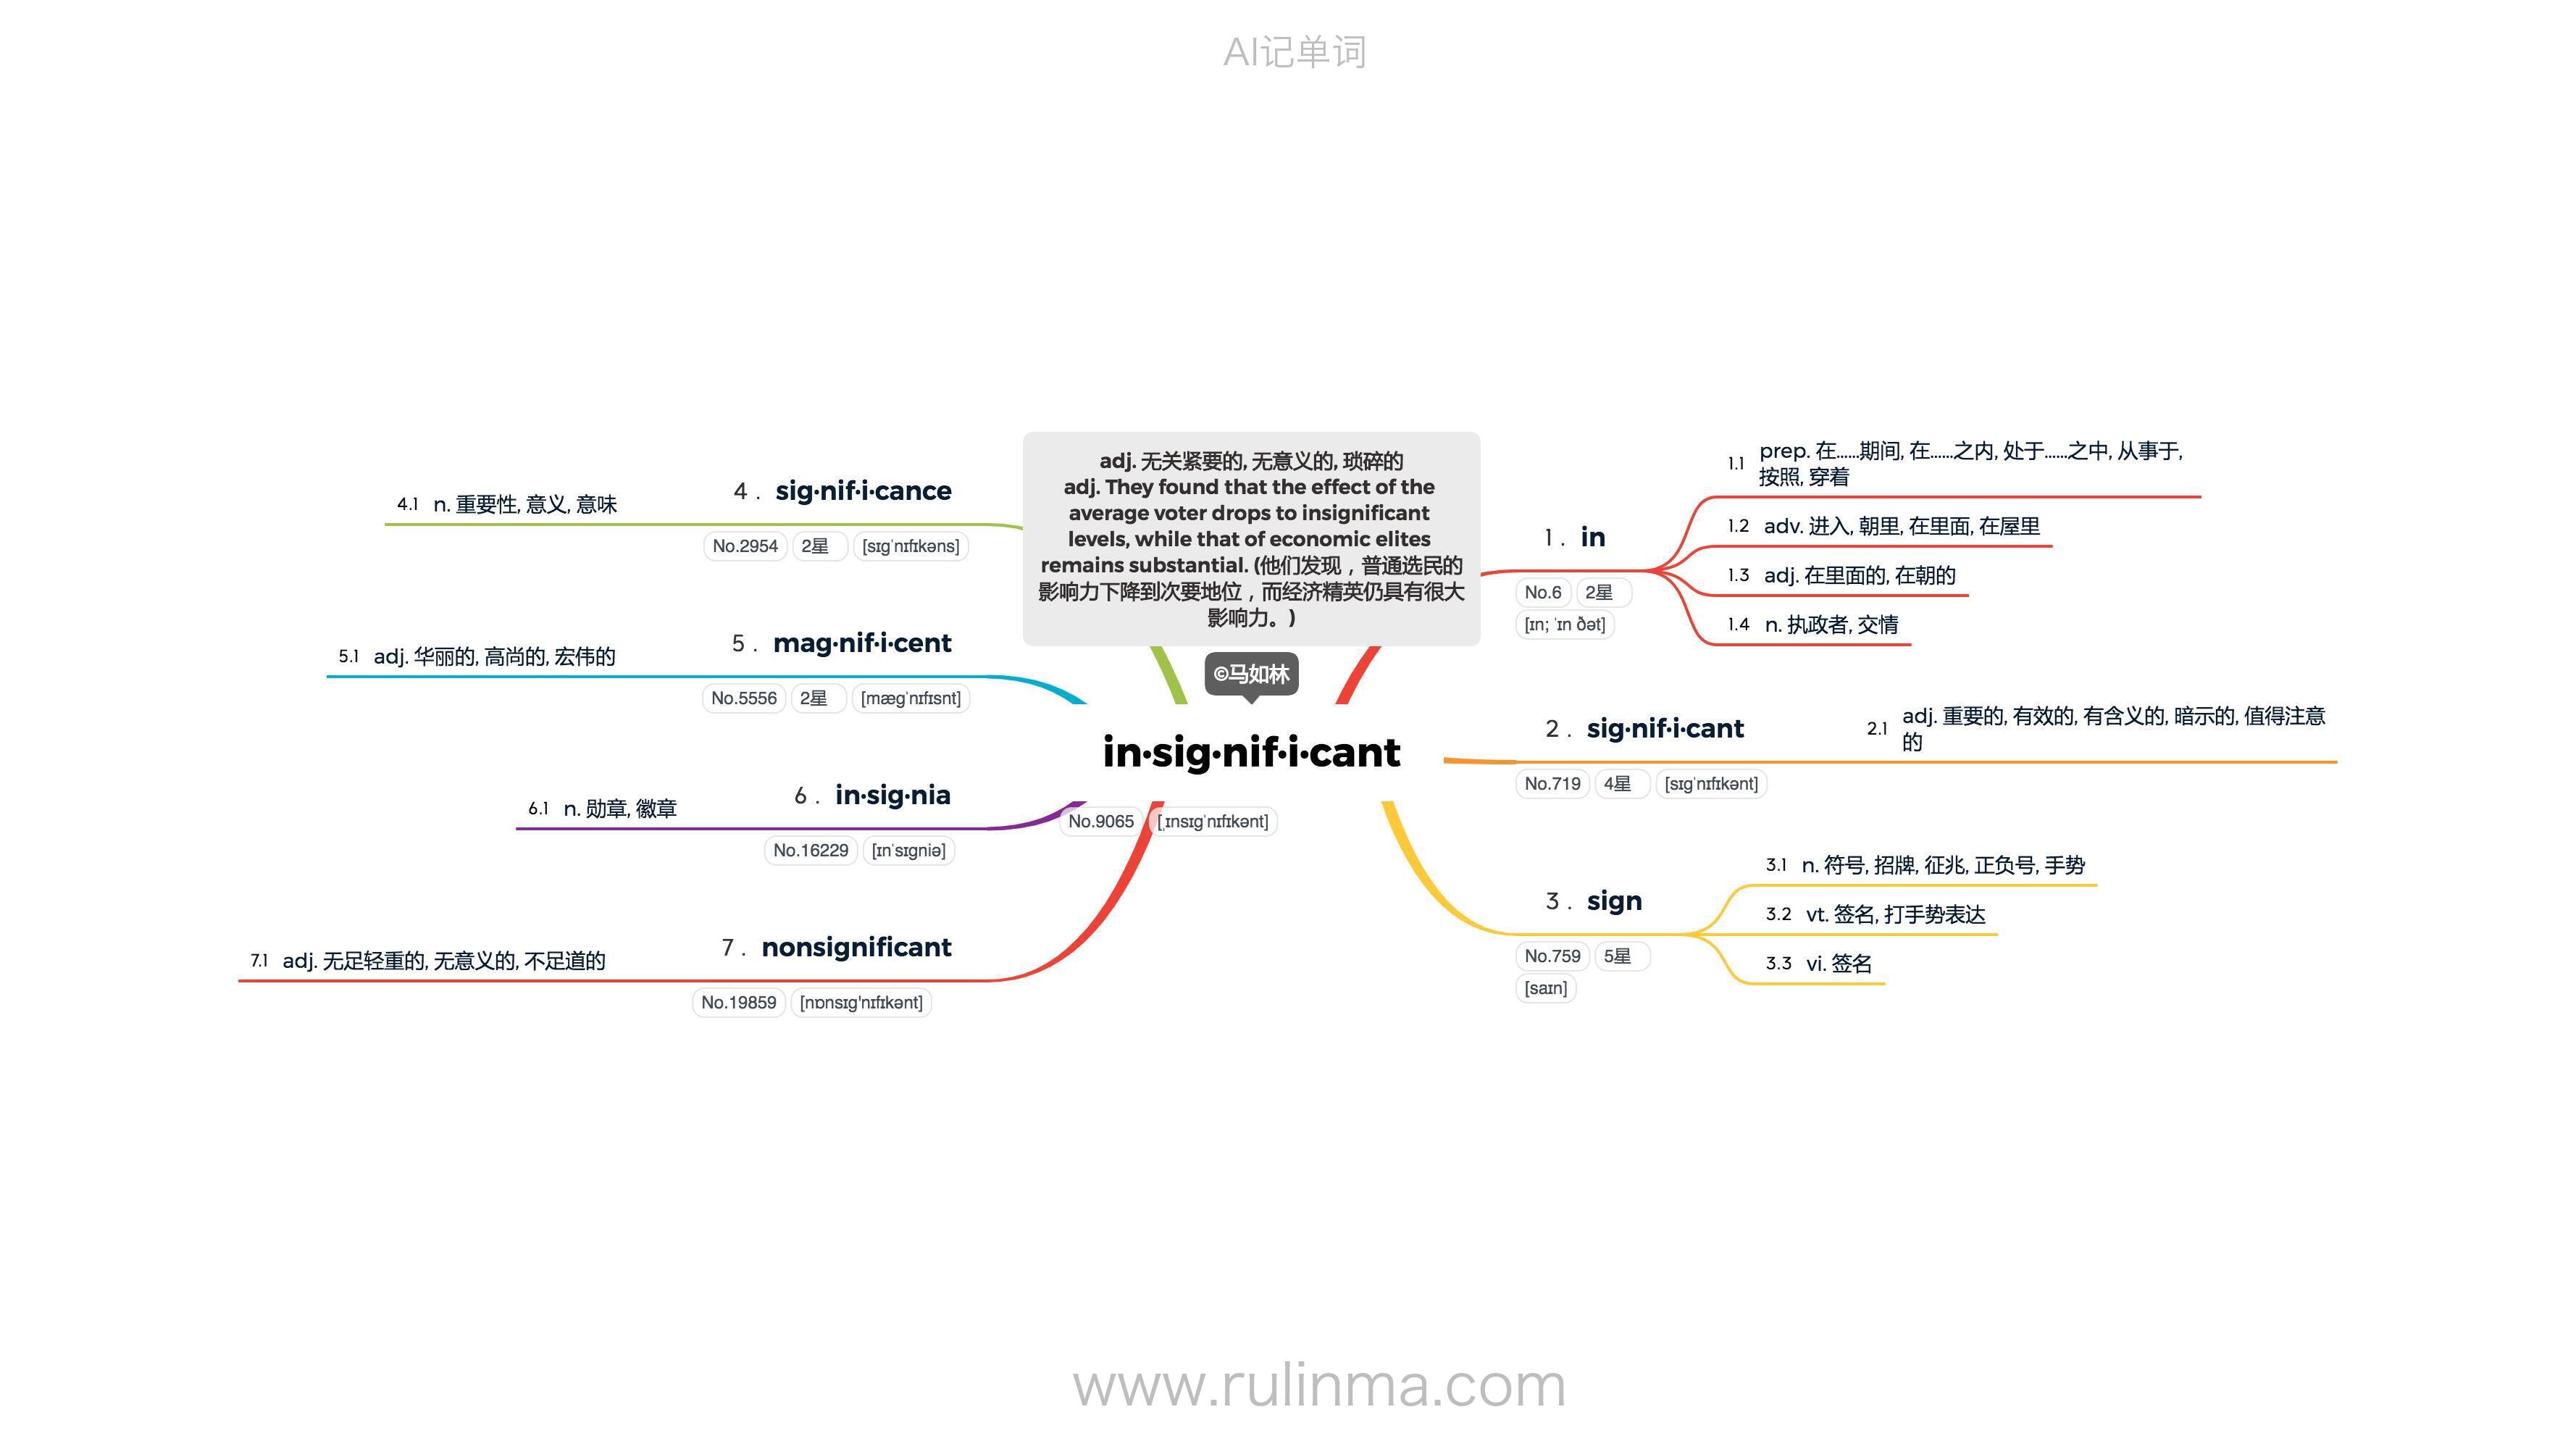 AI记单词
adj. 无关紧要的, 无意义的, 琐碎的
adj. They found that the effect of the
average voter drops to insignificant
levels, while that of economic elites
remains substantial. (他们发现，普通选民的
影响力下降到次要地位，而经济精英仍具有很大
影响力。)
©马如林
in·sig·nif·i·cant
No.9065 [ˌɪnsɪɡˈnɪfɪkənt]
1 . in
No.6 2星
[ɪn; ˈɪn ðət]
1.1 prep. 在......期间, 在......之内, 处于......之中, 从事于,
按照, 穿着
1.2 adv. 进入, 朝里, 在里面, 在屋里
1.3 adj. 在里面的, 在朝的
1.4 n. 执政者, 交情
2 . sig·nif·i·cant
No.719 4星 [sɪɡˈnɪfɪkənt]
2.1 adj. 重要的, 有效的, 有含义的, 暗示的, 值得注意
的
3 . sign
No.759 5星
[saɪn]
3.1 n. 符号, 招牌, 征兆, 正负号, 手势
3.2 vt. 签名, 打手势表达
3.3 vi. 签名
4 . sig·nif·i·cance
No.2954 2星 [sɪɡˈnɪfɪkəns]
4.1 n. 重要性, 意义, 意味
5 . mag·nif·i·cent
No.5556 2星 [mæɡˈnɪfɪsnt]
5.1 adj. 华丽的, 高尚的, 宏伟的
6 . in·sig·nia
No.16229 [ɪnˈsɪɡniə]
6.1 n. 勋章, 徽章
7 . nonsignificant
No.19859 [nɒnsɪɡ'nɪfɪkənt]
7.1 adj. 无足轻重的, 无意义的, 不足道的
www.rulinma.com